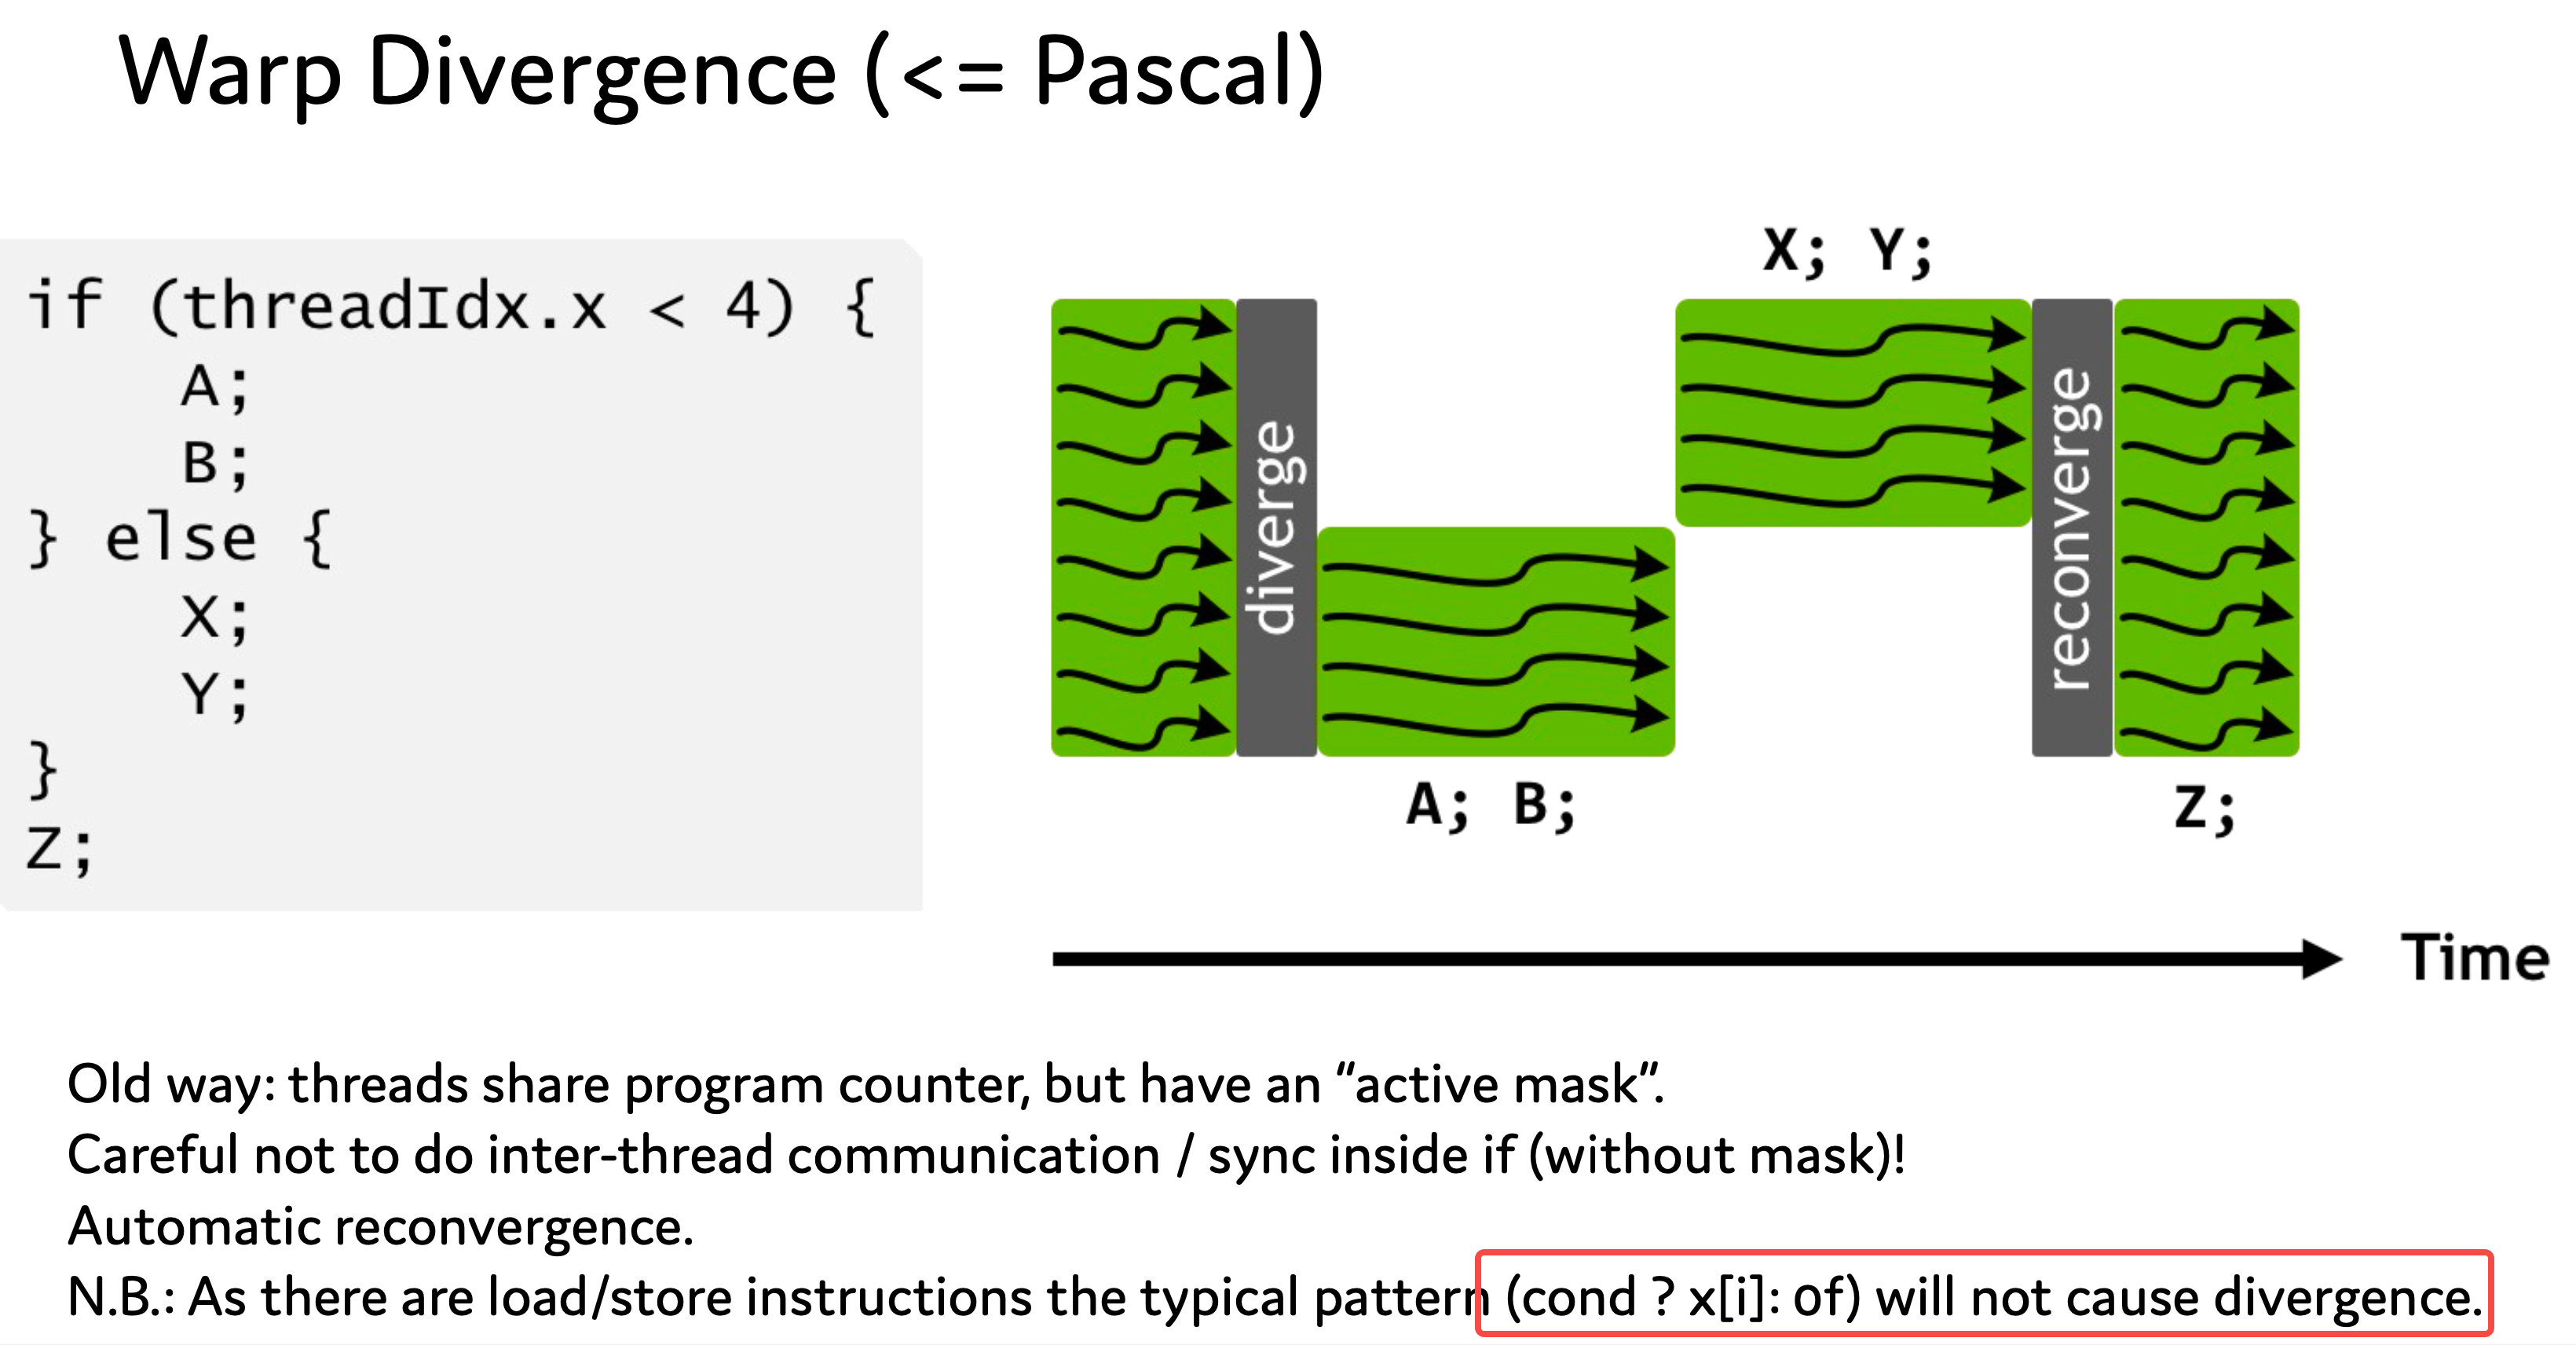 Warp Divergence (<= Pascal)
if (threadIdx.x < 4) {
    A;
    B;
} else {
    X;
    Y;
}
Z;
X; Y;
diverge
reconverge
A; B;
Z;
Time
Old way: threads share program counter, but have an “active mask”.
Careful not to do inter-thread communication / sync inside if (without mask)!
Automatic reconvergence.
N.B.: As there are load/store instructions the typical pattern (cond ? x[i]: 0f) will not cause divergence.